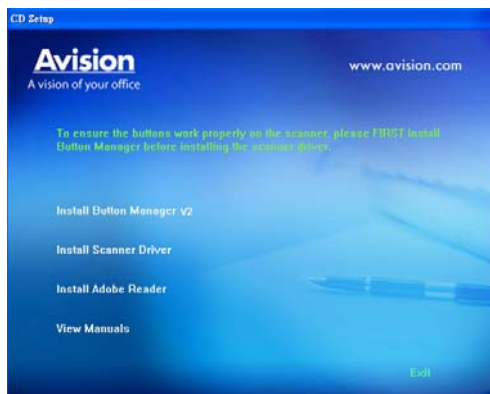 CD Setup
Avision
www.avision.com
A vision of your office
To ensure the buttons work properly on the scanner, please FIRST Install
Button Manager before installing the scanner driver.
Install Button Manager V2
Install Scanner Driver
Install Adobe Reader
View Manuals
Exit